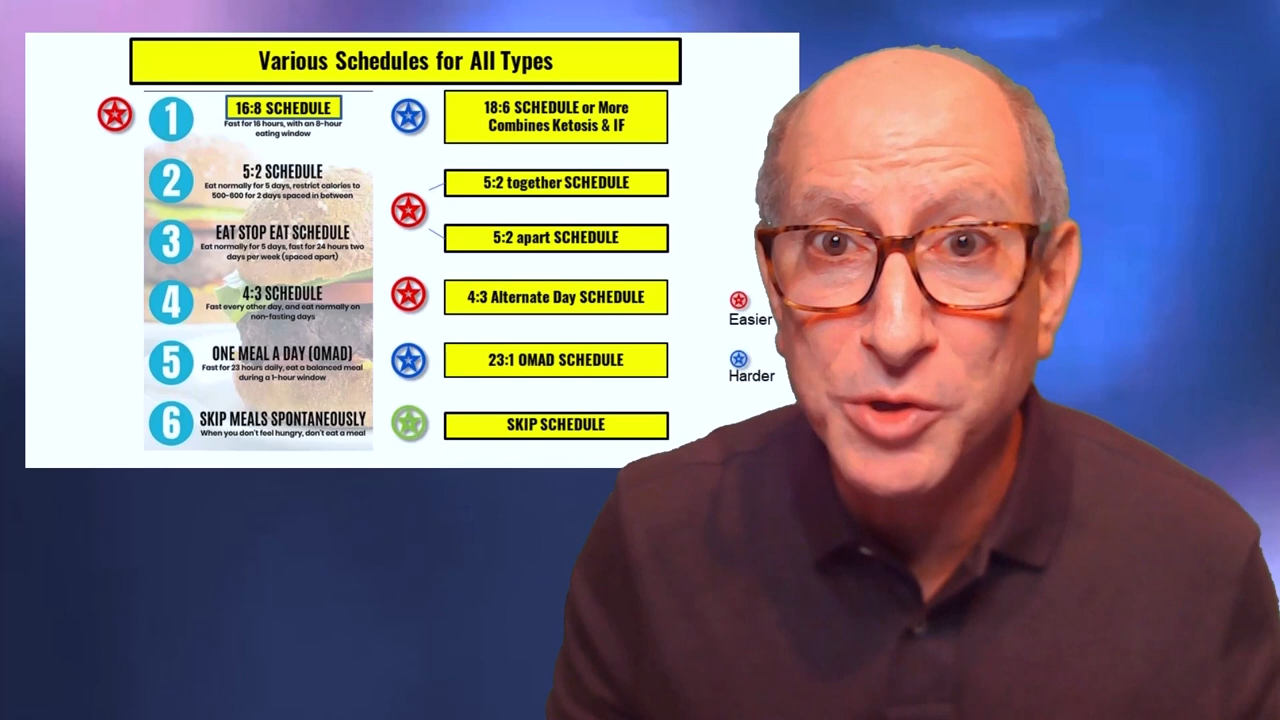 Various Schedules for All Types
1
16:8 SCHEDULE
Fast for 16 hours, with an 8-hour
eating window
2
5:2 SCHEDULE
Eat normally for 5 days, restrict calories to
500-600 for 2 days spaced in between
3
EAT STOP EAT SCHEDULE
Eat normally for 5 days, fast for 24 hours two
days per week (spaced apart)
4
4:3 SCHEDULE
Fast every other day, and eat normally on
non-fasting days
5
ONE MEAL A DAY (OMAD)
Fast for 23 hours daily, eat a balanced meal
during a 1-hour window
6
SKIP MEALS SPONTANEOUSLY
When you don't feel hungry, don't eat a meal
18:6 SCHEDULE or More
Combines Ketosis & IF
5:2 together SCHEDULE
5:2 apart SCHEDULE
4:3 Alternate Day SCHEDULE
23:1 OMAD SCHEDULE
SKIP SCHEDULE
Easier
Harder